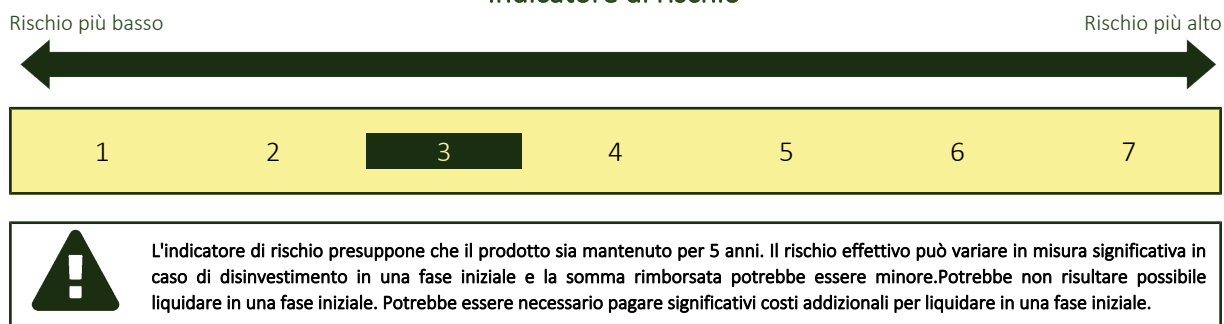 Indicatore di rischio
Rischio più basso
Rischio più alto
1 2 3 4 5 6 7
L'indicatore di rischio presuppone che il prodotto sia mantenuto per 5 anni. Il rischio effettivo può variare in misura significativa in
caso di disinvestimento in una fase iniziale e la somma rimborsata potrebbe essere minore.Potrebbe non risultare possibile
liquidare in una fase iniziale. Potrebbe essere necessario pagare significativi costi addizionali per liquidare in una fase iniziale.